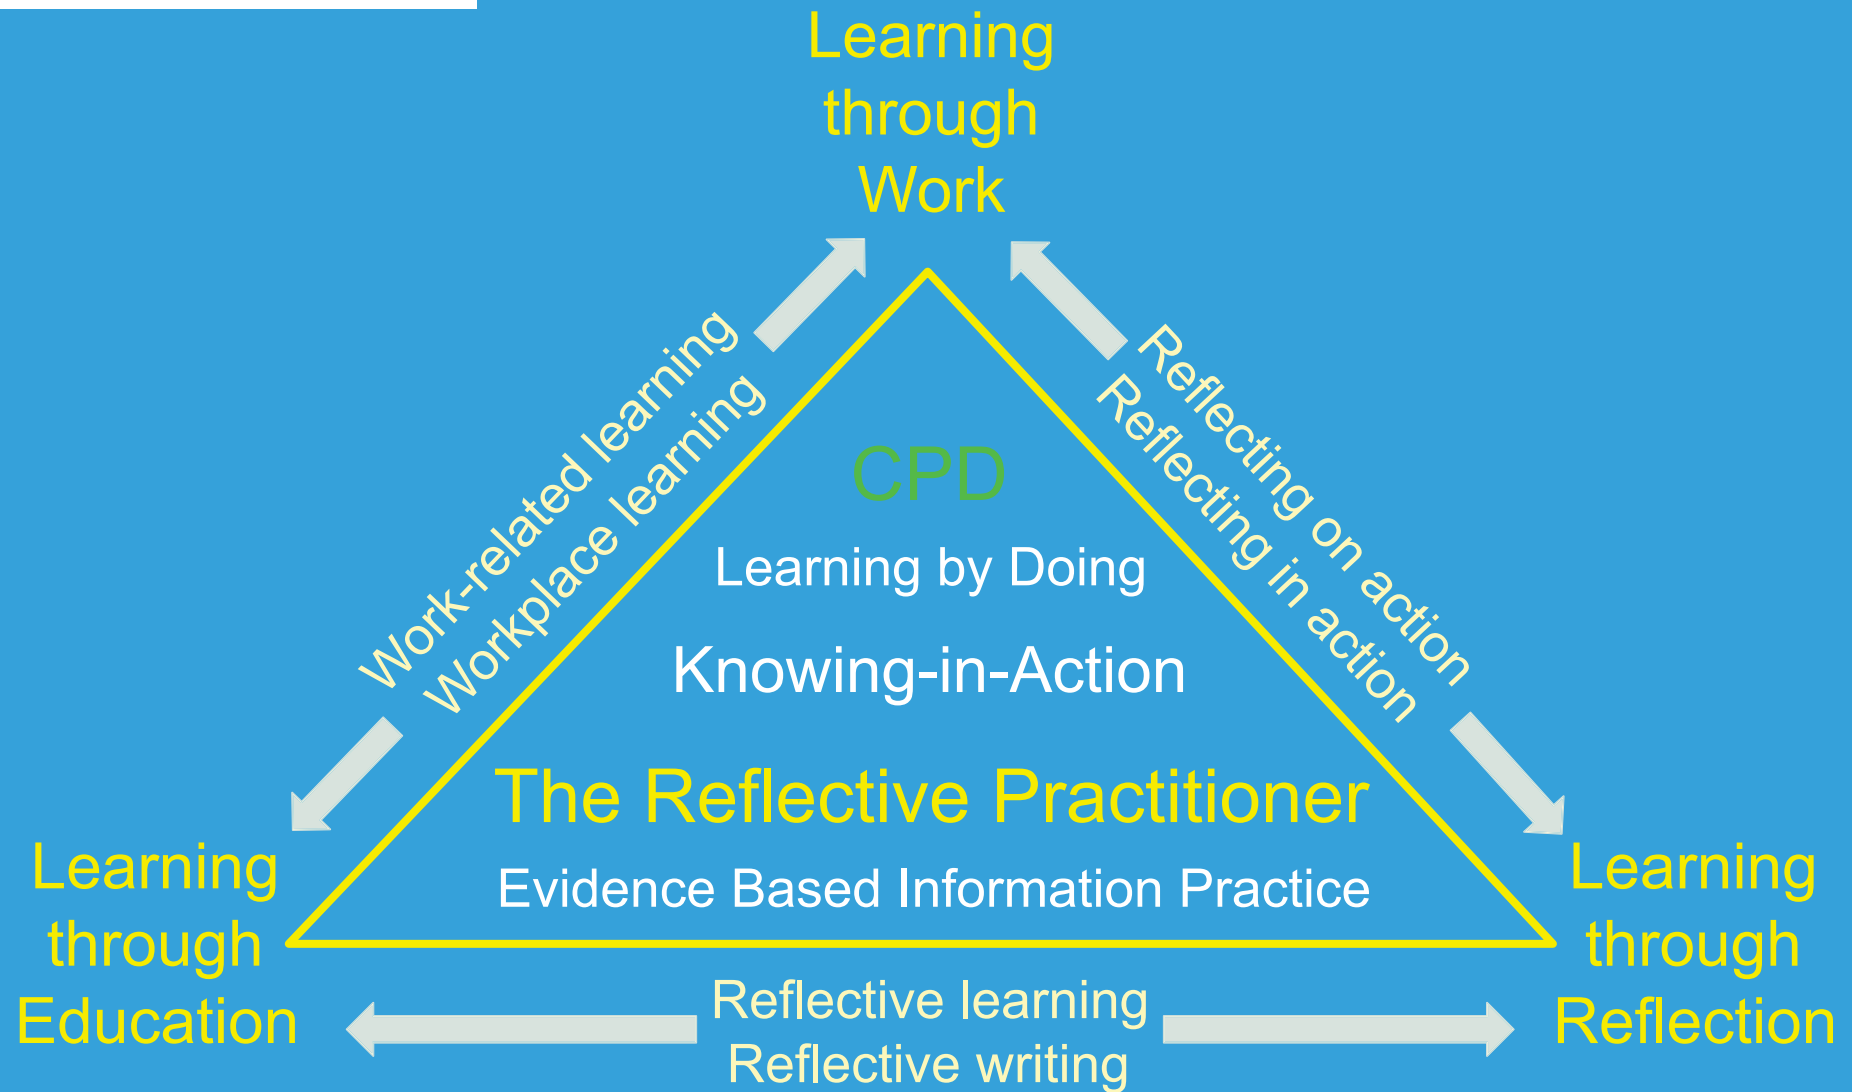 Learning
through
Work
Work-related learning
Workplace learning
Reflecting on action
Reflecting in action
CPD
Learning by Doing
Knowing-in-Action
The Reflective Practitioner
Evidence Based Information Practice
Learning
through
Education
Reflective learning
Reflective writing
Learning
through
Reflection